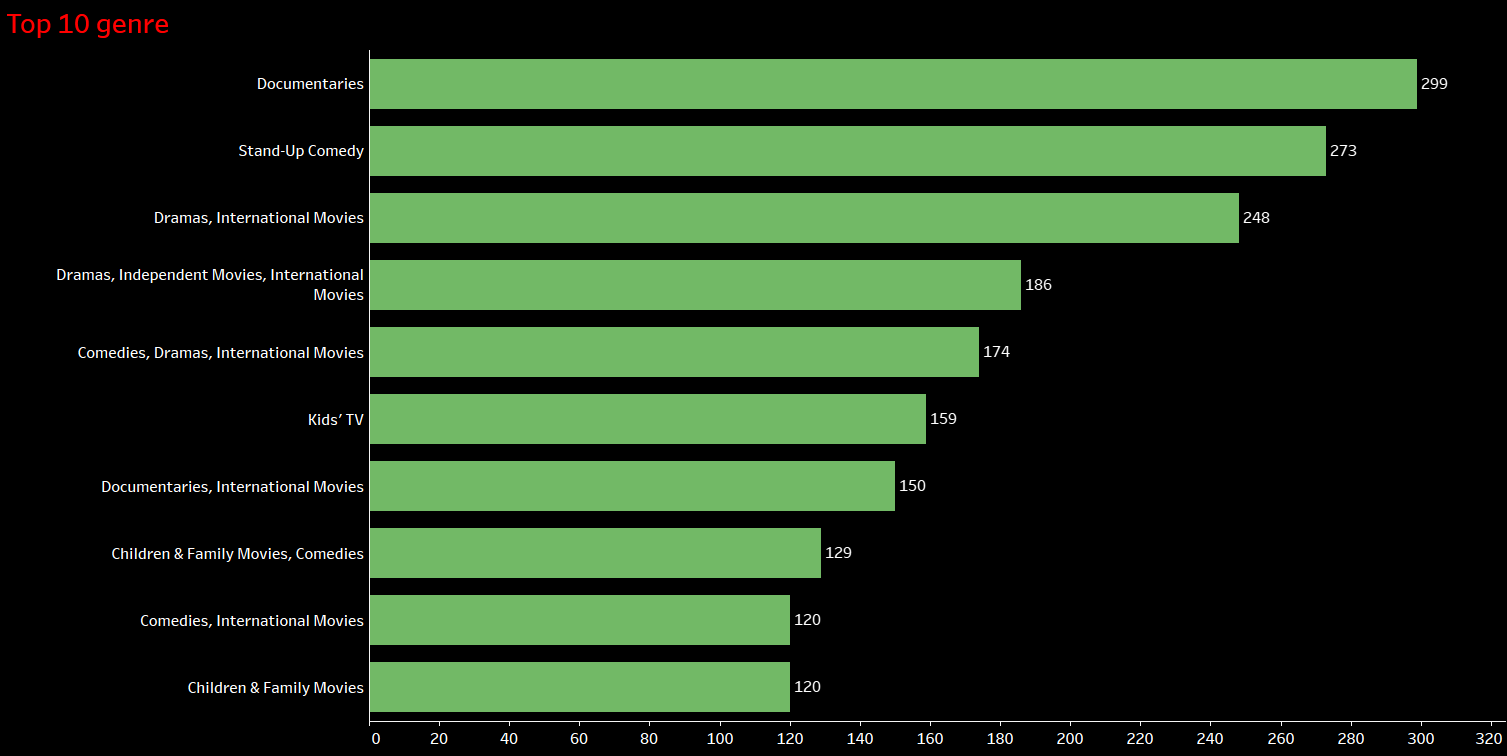 Top 10 genre
Documentaries 299
Stand-Up Comedy 273
Dramas, International Movies 248
Dramas, Independent Movies, International
Movies 186
Comedies, Dramas, International Movies 174
Kids’ TV 159
Documentaries, International Movies 150
Children & Family Movies, Comedies 129
Comedies, International Movies 120
Children & Family Movies 120
0 20 40 60 80 100 120 140 160 180 200 220 240 260 280 300 320